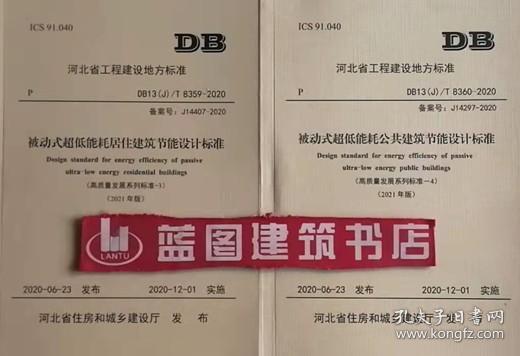 ICS 91.040
DB
河北省工程建设地方标准
P DB13(J)/T 8359-2020
备案号：J14407-2020
被动式超低能耗居住建筑节能设计标准
Design standard for energy efficiency of passive
ultra-low energy residential buildings
(高质量发展系列标准-3)
(2021年版)
2020-06-23 发布 2020-12-01 实施
河北省住房和城乡建设厅 发布
ICS 91.040
DB
河北省工程建设地方标准
P DB13(J)/T 8360-2020
备案号：J14297-2020
被动式超低能耗公共建筑节能设计标准
Design standard for energy efficiency of passive
ultra-low energy public buildings
(高质量发展系列标准-4)
(2021年版)
2020-06-23 发布 2020-12-01 实施
河北省住房和城乡建设厅 发布
LANTU
蓝图建筑书店
孔夫子旧书网
www.kongfz.com